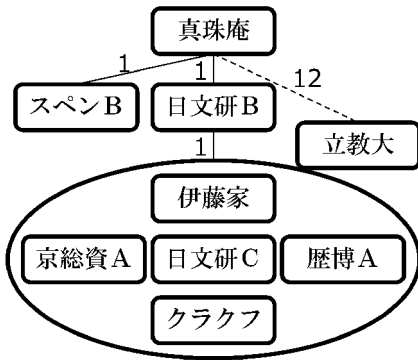 真珠庵
1 1 12
スペンB 日文研B
立教大
1
伊藤家
京総資A 日文研C 歴博A
クラクフ